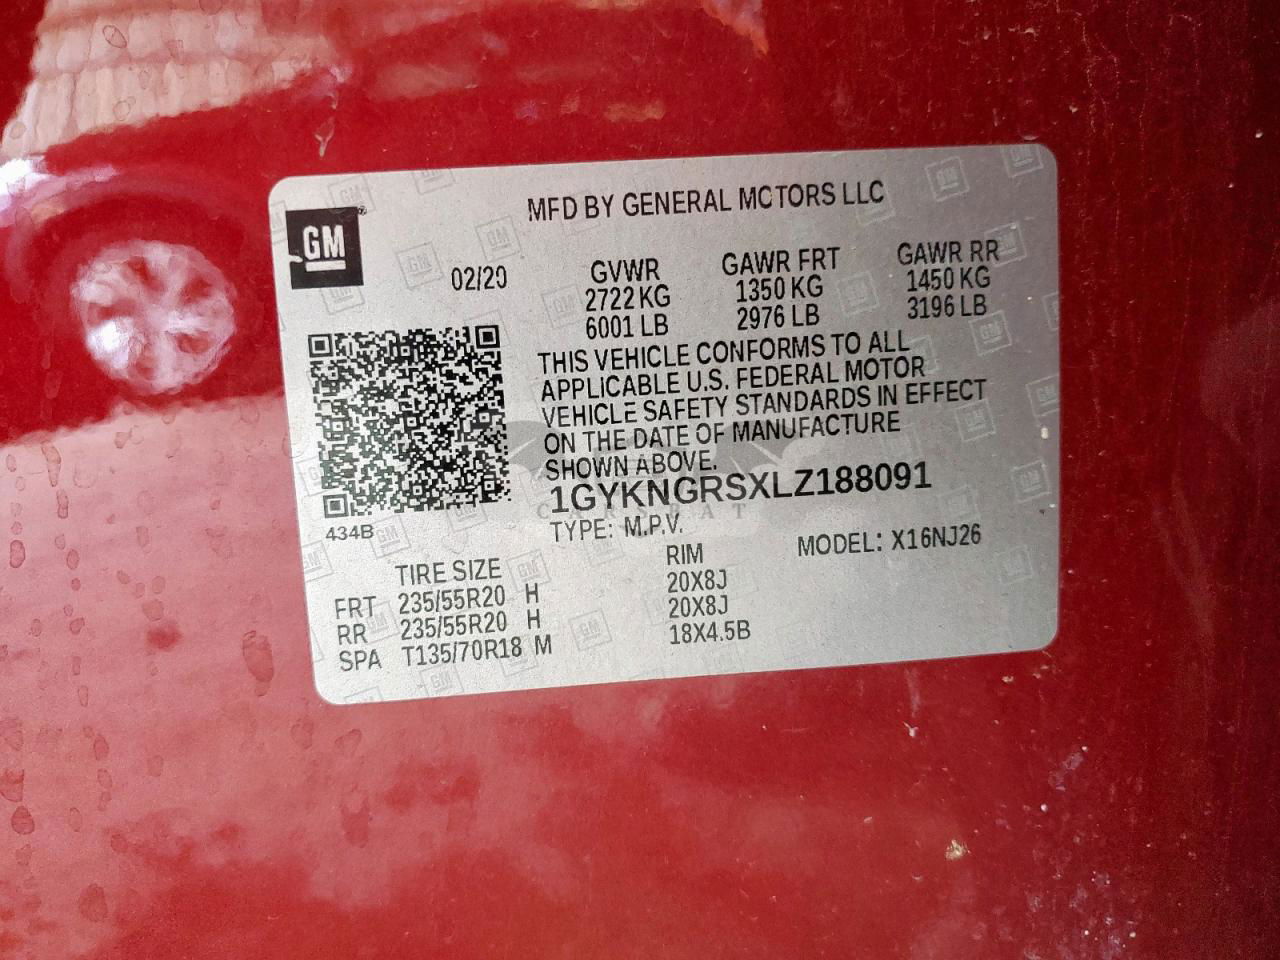 MFD BY GENERAL MOTORS LLC
GM
02/20
GVWR GAWR FRT GAWR RR
2722 KG 1350 KG 1450 KG
6001 LB 2976 LB 3196 LB
THIS VEHICLE CONFORMS TO ALL
APPLICABLE U.S. FEDERAL MOTOR
VEHICLE SAFETY STANDARDS IN EFFECT
ON THE DATE OF MANUFACTURE
SHOWN ABOVE.
1GYKNGRSXLZ188091
434B
TYPE: M.P.V. MODEL: X16NJ26
TIRE SIZE RIM
FRT 235/55R20 H 20X8J
RR 235/55R20 H 20X8J
SPA T135/70R18 M 18X4.5B